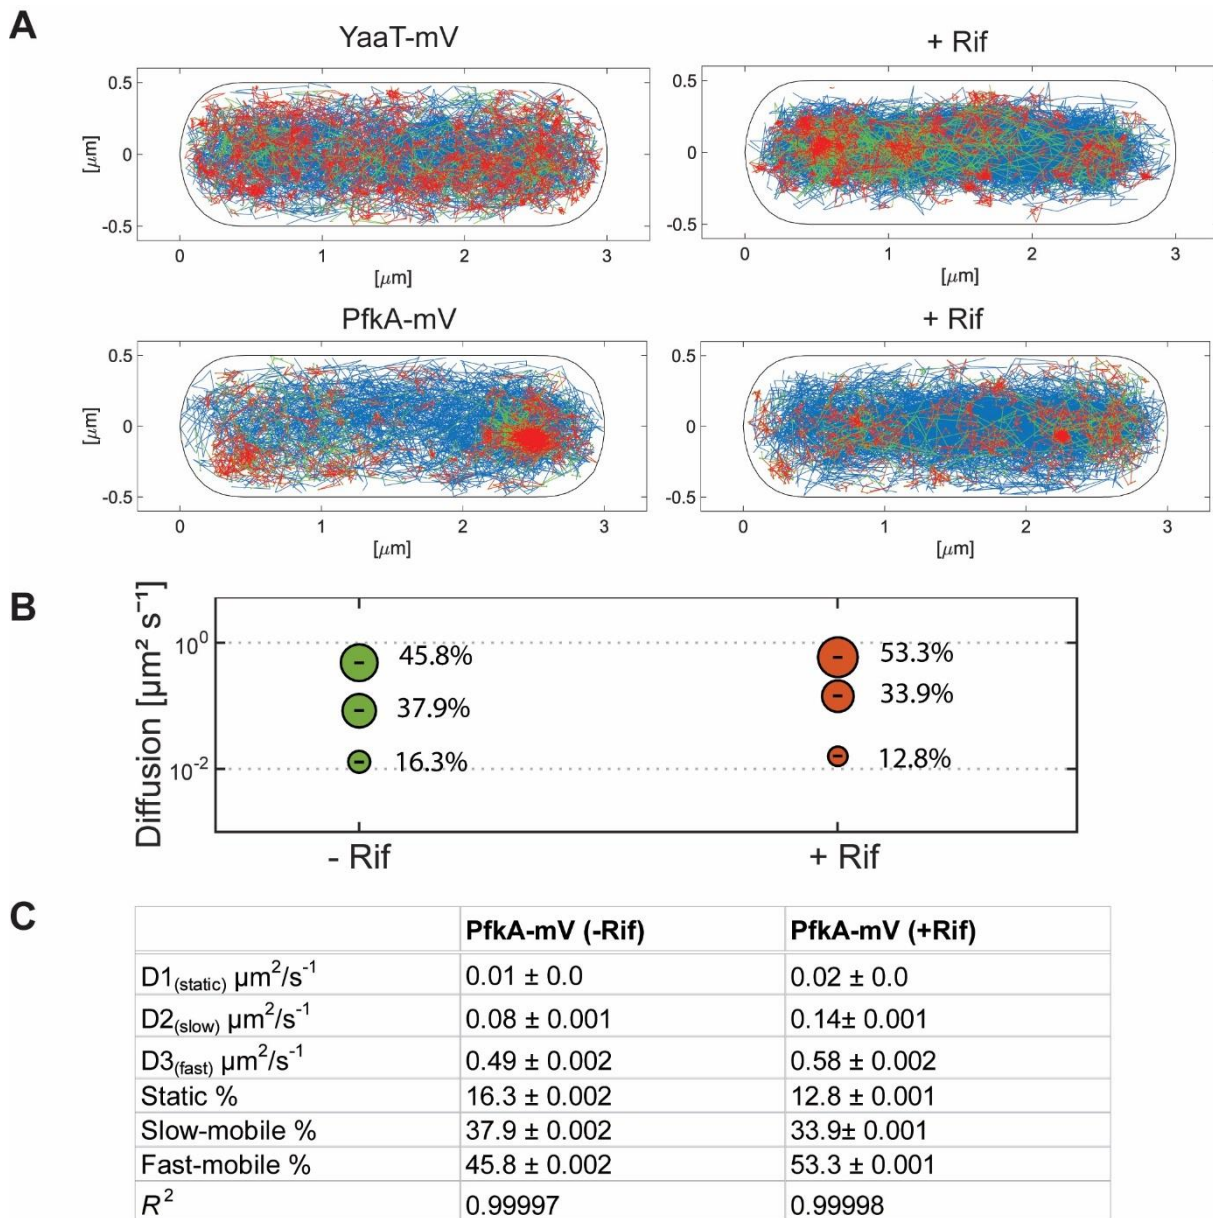 A
YaaT-mV
+ Rif
0.5
0
-0.5
[μm]
0 1 2 3
[μm]
0.5
0
-0.5
[μm]
0 1 2 3
[μm]
PfkA-mV
+ Rif
0.5
0
-0.5
[μm]
0 1 2 3
[μm]
0.5
0
-0.5
[μm]
0 1 2 3
[μm]
B
Diffusion [μm² s⁻¹]
10⁰
10⁻²
45.8%
37.9%
16.3%
53.3%
33.9%
12.8%
- Rif
+ Rif
C
PfkA-mV (-Rif) PfkA-mV (+Rif)
D1(static) μm²/s⁻¹ 0.01 ± 0.0 0.02 ± 0.0
D2(slow) μm²/s⁻¹ 0.08 ± 0.001 0.14± 0.001
D3(fast) μm²/s⁻¹ 0.49 ± 0.002 0.58 ± 0.002
Static % 16.3 ± 0.002 12.8 ± 0.001
Slow-mobile % 37.9 ± 0.002 33.9± 0.001
Fast-mobile % 45.8 ± 0.002 53.3 ± 0.001
R² 0.99997 0.99998